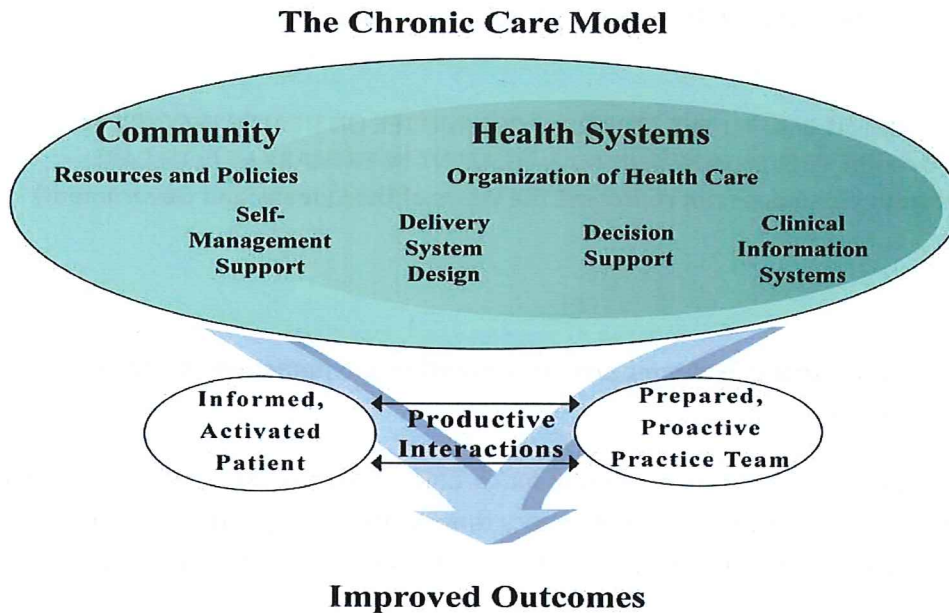 The Chronic Care Model
Community
Resources and Policies
Health Systems
Organization of Health Care
Self-
Management
Support
Delivery
System
Design
Decision
Support
Clinical
Information
Systems
Informed,
Activated
Patient
Productive
Interactions
Prepared,
Proactive
Practice Team
Improved Outcomes